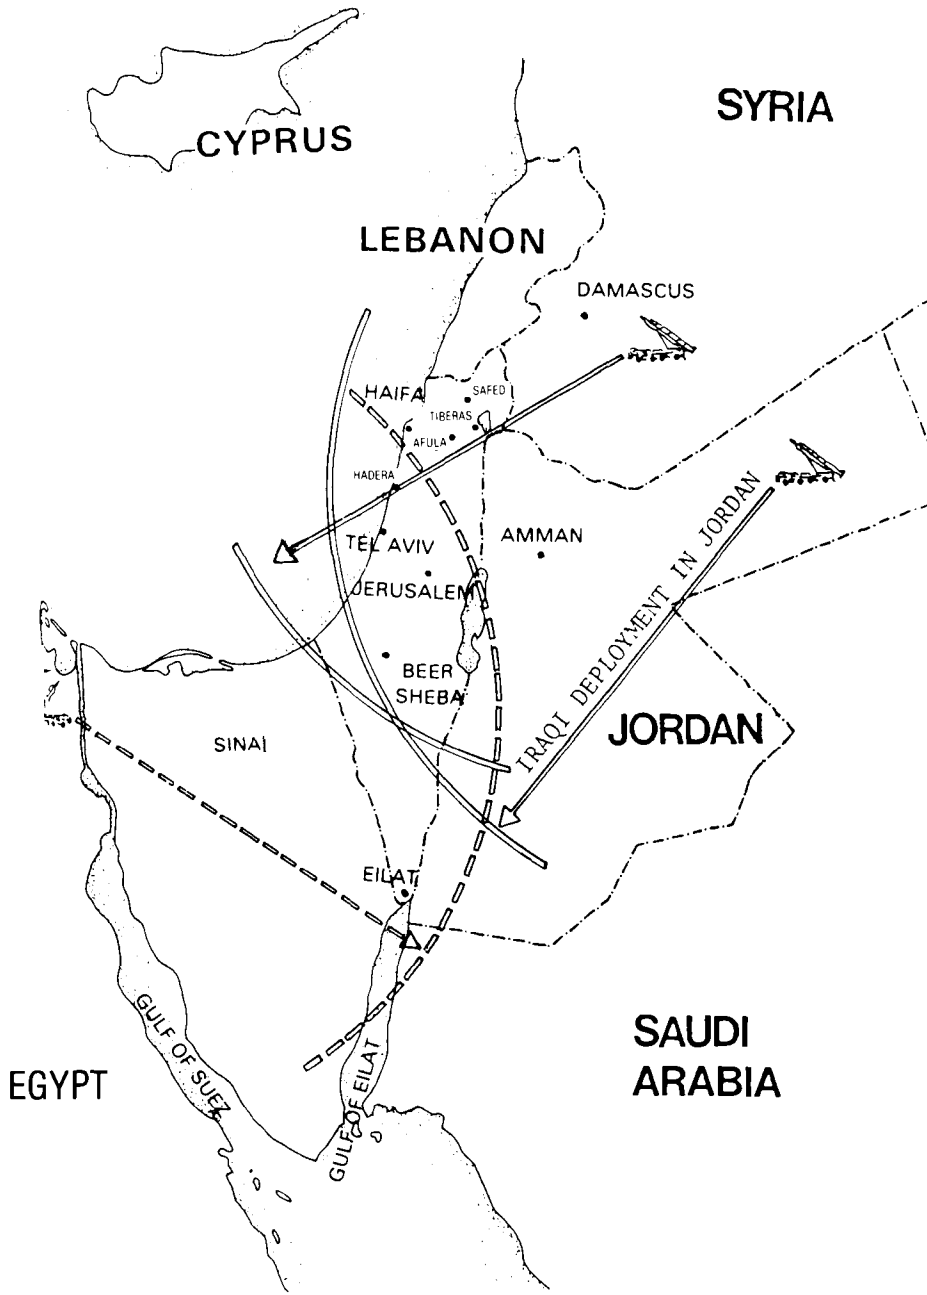 SYRIA
CYPRUS
LEBANON
DAMASCUS
HAIFA
SAFED
TIBERAS
AFULA
HADERA
TEL AVIV
AMMAN
JERUSALEM
IRAQI DEPLOYMENT IN JORDAN
BEER
SHEBA
SINAI
JORDAN
EILAT
GULF OF SUEZ
GULF OF EILAT
SAUDI
ARABIA
EGYPT